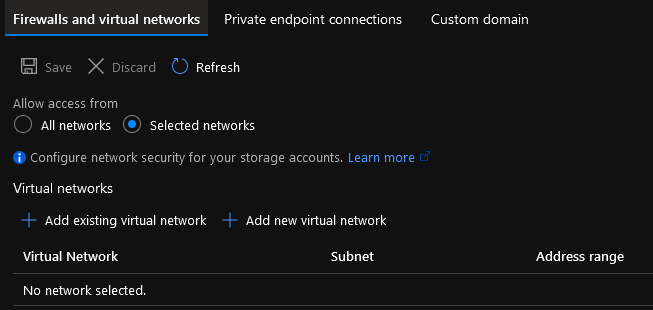 Firewalls and virtual networks Private endpoint connections Custom domain
Save Discard Refresh
Allow access from
All networks Selected networks
Configure network security for your storage accounts. Learn more
Virtual networks
Add existing virtual network Add new virtual network
Virtual Network Subnet Address range
No network selected.